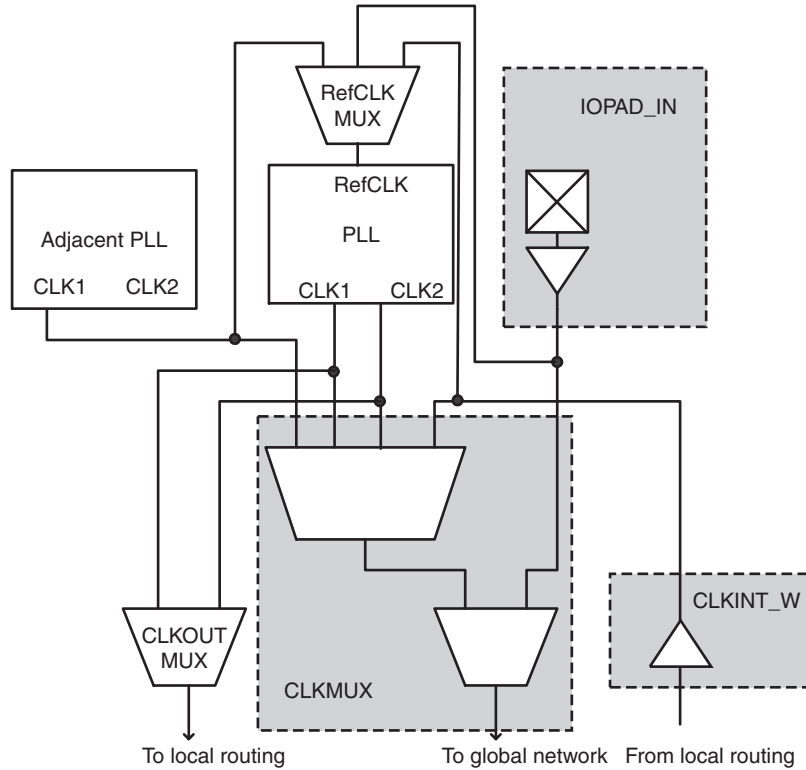 RefCLK
MUX
IOPAD_IN
RefCLK
PLL
CLK1
CLK2
Adjacent PLL
CLK1
CLK2
CLKINT_W
CLKOUT
MUX
CLKMUX
To local routing
To global network
From local routing